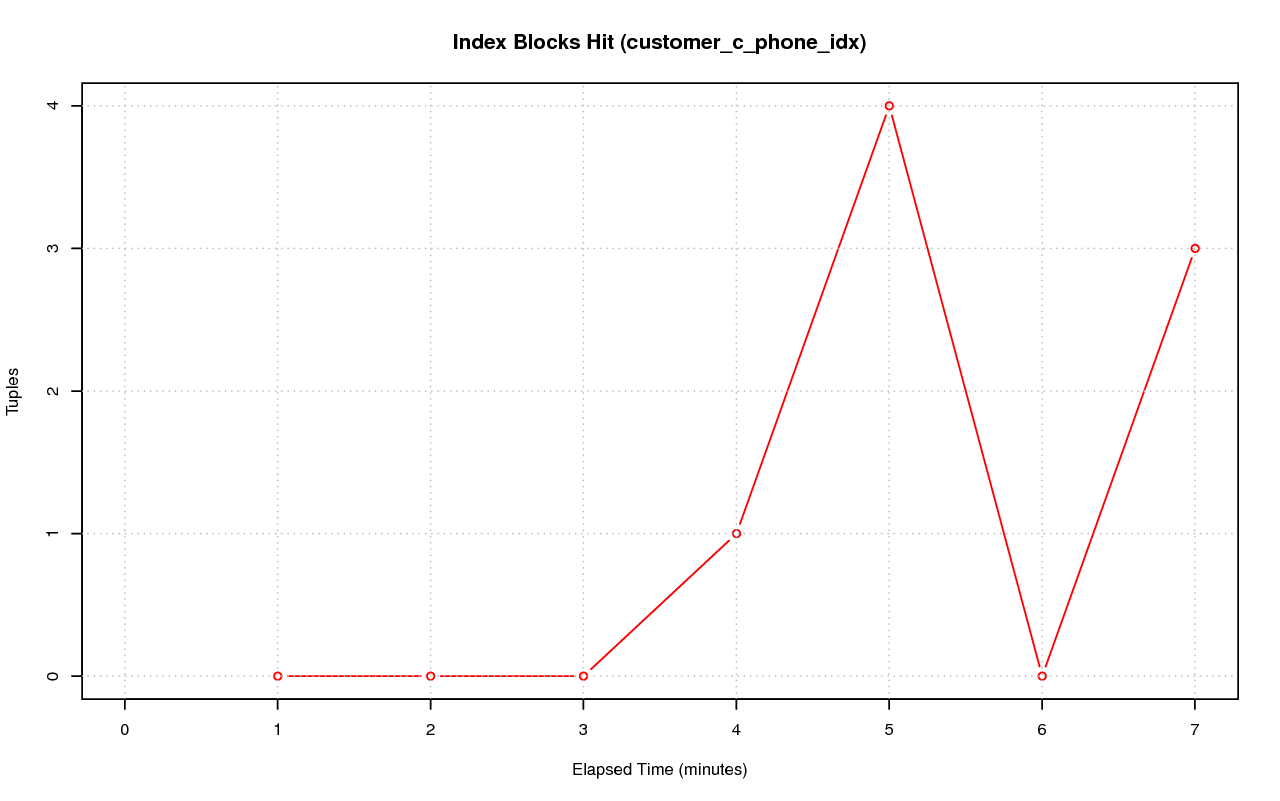 Index Blocks Hit (customer_c_phone_idx)
Tuples
4
3
2
1
0
0 1 2 3 4 5 6 7
Elapsed Time (minutes)